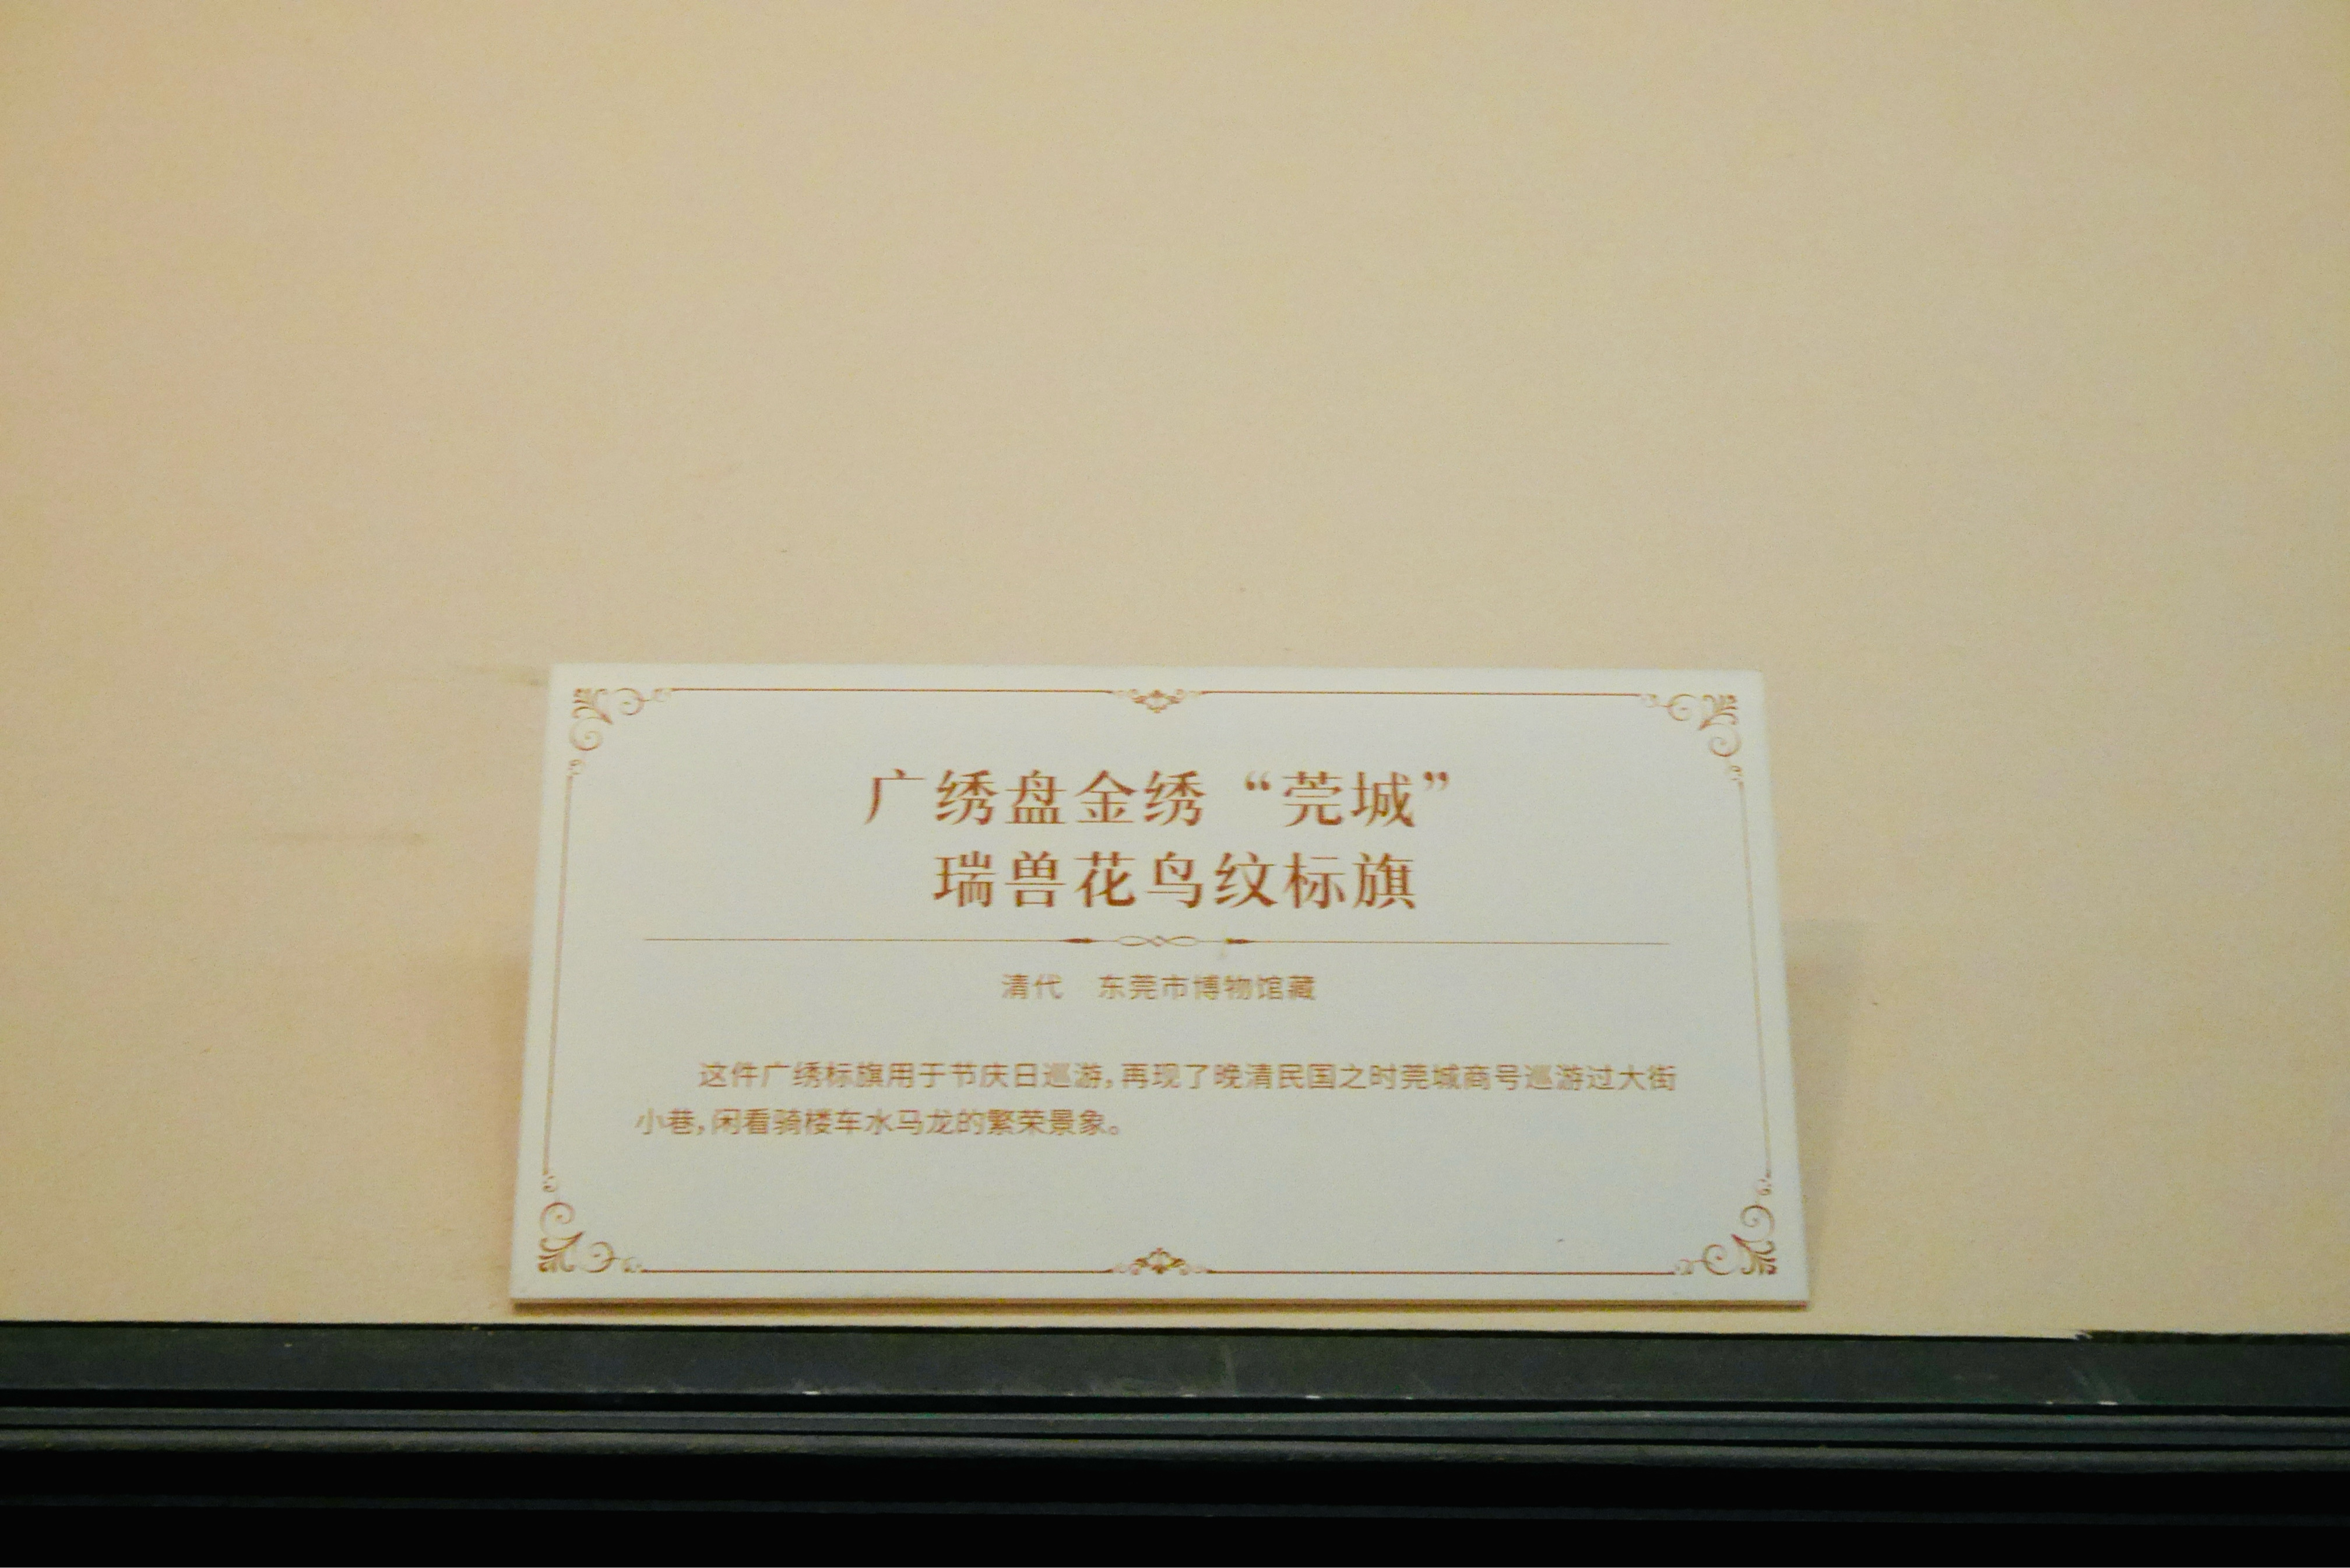 广绣盘金绣“莞城”
瑞兽花鸟纹标旗
清代　东莞市博物馆藏
这件广绣标旗用于节庆日巡游，再现了晚清民国之时莞城商号巡游过大街
小巷，闲看骑楼车水马龙的繁荣景象。